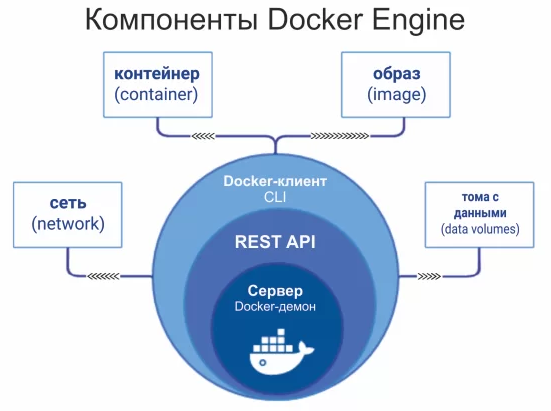 Компоненты Docker Engine
контейнер
(container)
образ
(image)
Docker-клиент
CLI
сеть
(network)
тома с
данными
(data volumes)
REST API
Сервер
Docker-демон